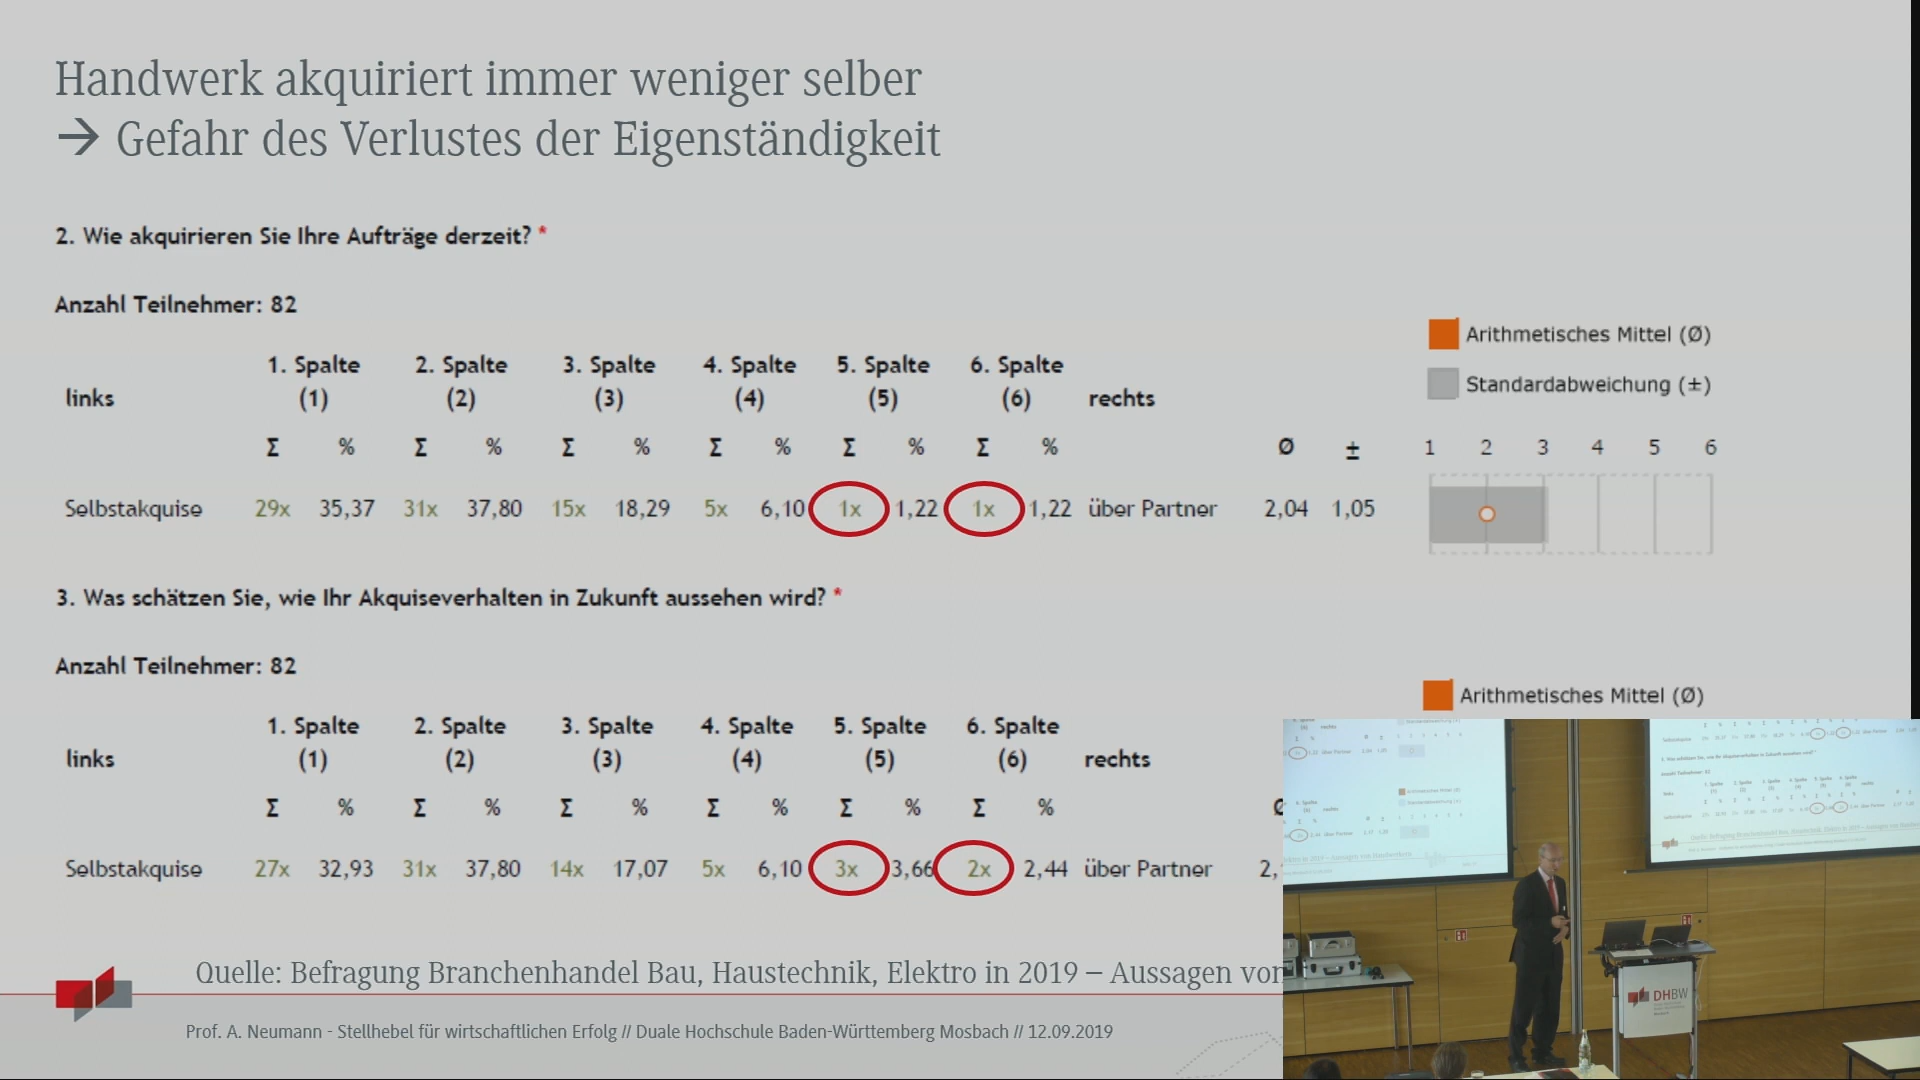 Handwerk akquiriert immer weniger selber
→ Gefahr des Verlustes der Eigenständigkeit
2. Wie akquirieren Sie Ihre Aufträge derzeit? *
Anzahl Teilnehmer: 82
Arithmetisches Mittel (Ø)
Standardabweichung (±)
1. Spalte 2. Spalte 3. Spalte 4. Spalte 5. Spalte 6. Spalte
links (1) (2) (3) (4) (5) (6) rechts
Σ % Σ % Σ % Σ % Σ % Σ % Ø ± 1 2 3 4 5 6
Selbstakquise 29x 35,37 31x 37,80 15x 18,29 5x 6,10 1x 1,22 1x 1,22 über Partner 2,04 1,05
3. Was schätzen Sie, wie Ihr Akquiseverhalten in Zukunft aussehen wird? *
Anzahl Teilnehmer: 82
Arithmetisches Mittel (Ø)
1. Spalte 2. Spalte 3. Spalte 4. Spalte 5. Spalte 6. Spalte
links (1) (2) (3) (4) (5) (6) rechts
Σ % Σ % Σ % Σ % Σ % Σ %
Selbstakquise 27x 32,93 31x 37,80 14x 17,07 5x 6,10 3x 3,66 2x 2,44 über Partner 2,
Quelle: Befragung Branchenhandel Bau, Haustechnik, Elektro in 2019 – Aussagen von
Prof. A. Neumann - Stellhebel für wirtschaftlichen Erfolg // Duale Hochschule Baden-Württemberg Mosbach // 12.09.2019
DHBW